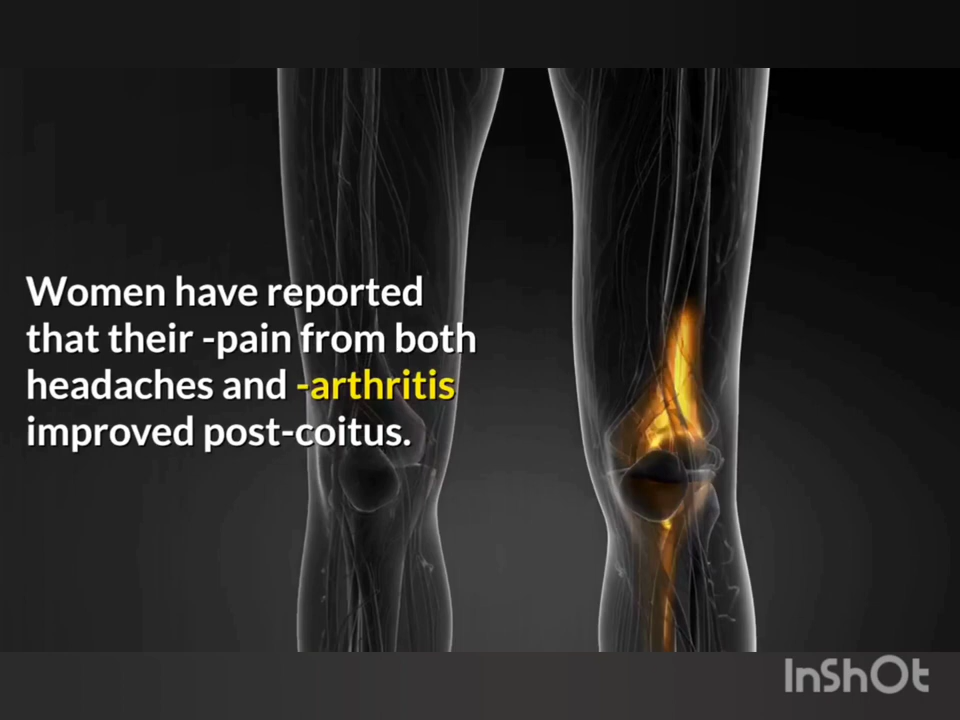 Women have reported
that their -pain from both
headaches and -arthritis
improved post-coitus.
InShOt